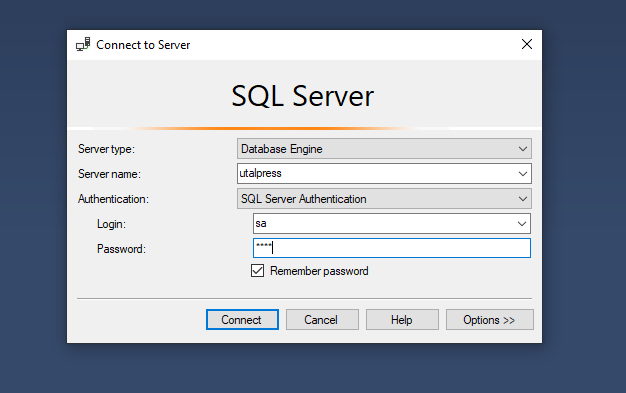 Connect to Server
SQL Server
Server type: Database Engine
Server name: utalpress
Authentication: SQL Server Authentication
Login: sa
Password: ****
Remember password
Connect Cancel Help Options >>